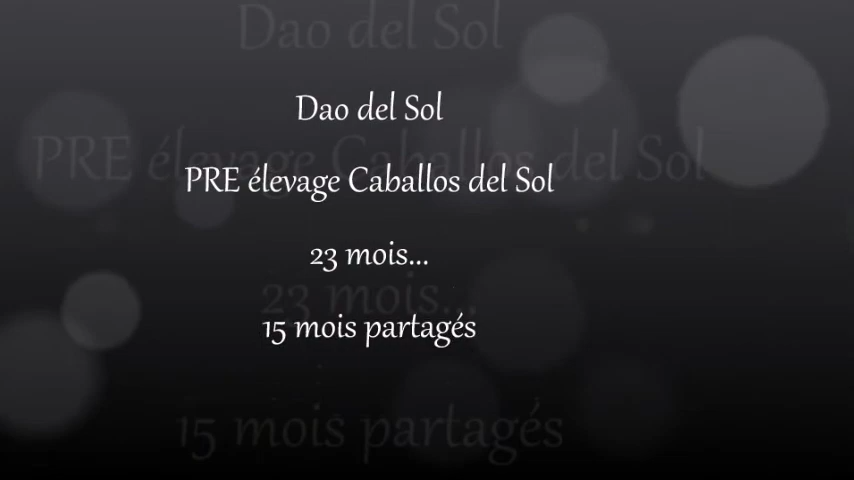 Dao del Sol
PRE élevage Caballos del Sol
23 mois...
15 mois partagés